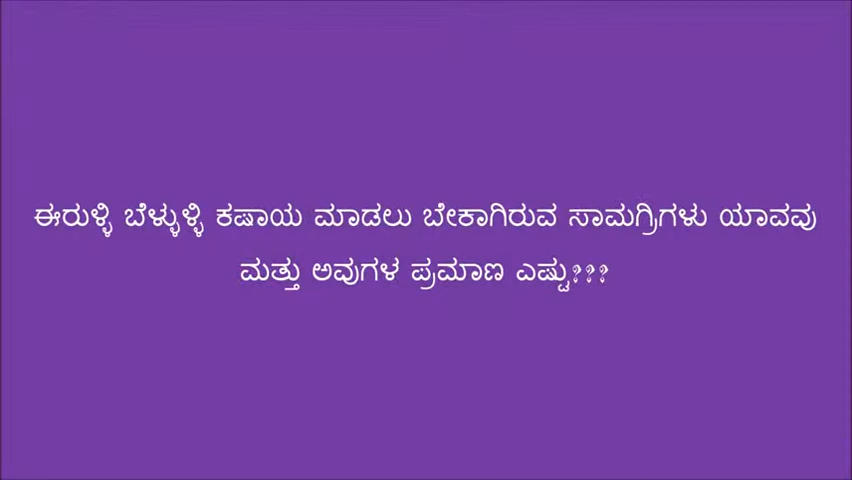 ಈರುಳ್ಳಿ ಬೆಳ್ಳುಳ್ಳಿ ಕಷಾಯ ಮಾಡಲು ಬೇಕಾಗಿರುವ ಸಾಮಗ್ರಿಗಳು ಯಾವವು
ಮತ್ತು ಅವುಗಳ ಪ್ರಮಾಣ ಎಷ್ಟು???